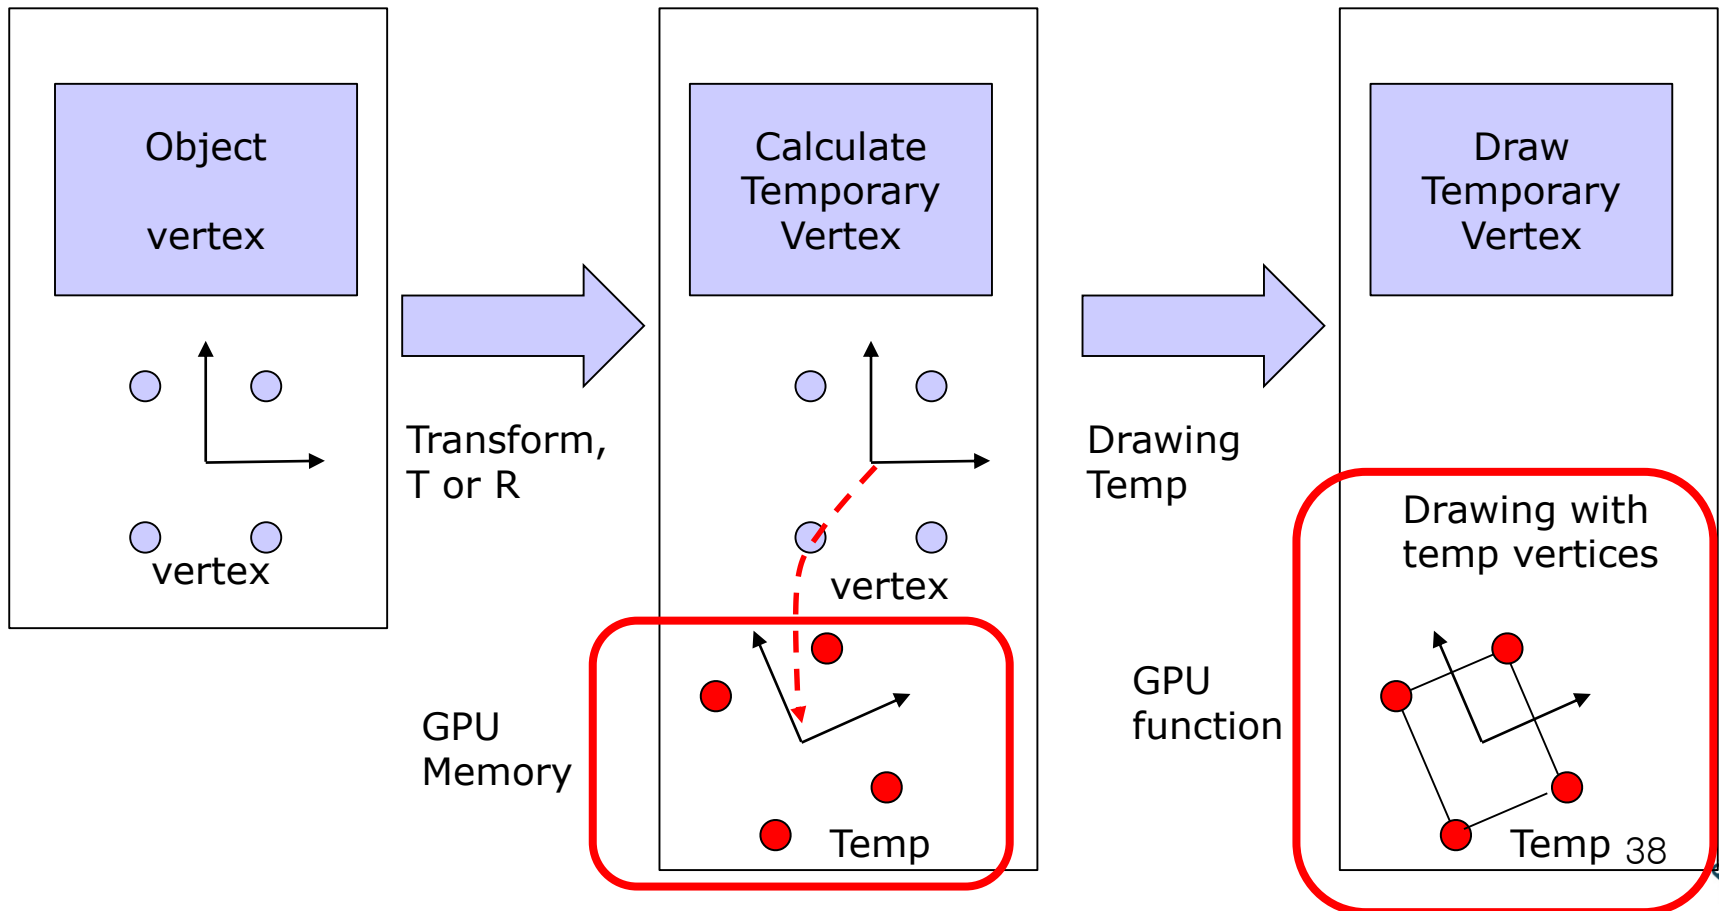 Object
vertex
vertex
Transform,
T or R
Calculate
Temporary
Vertex
vertex
GPU
Memory
Temp
Drawing
Temp
Draw
Temporary
Vertex
GPU
function
Drawing with
temp vertices
Temp
38